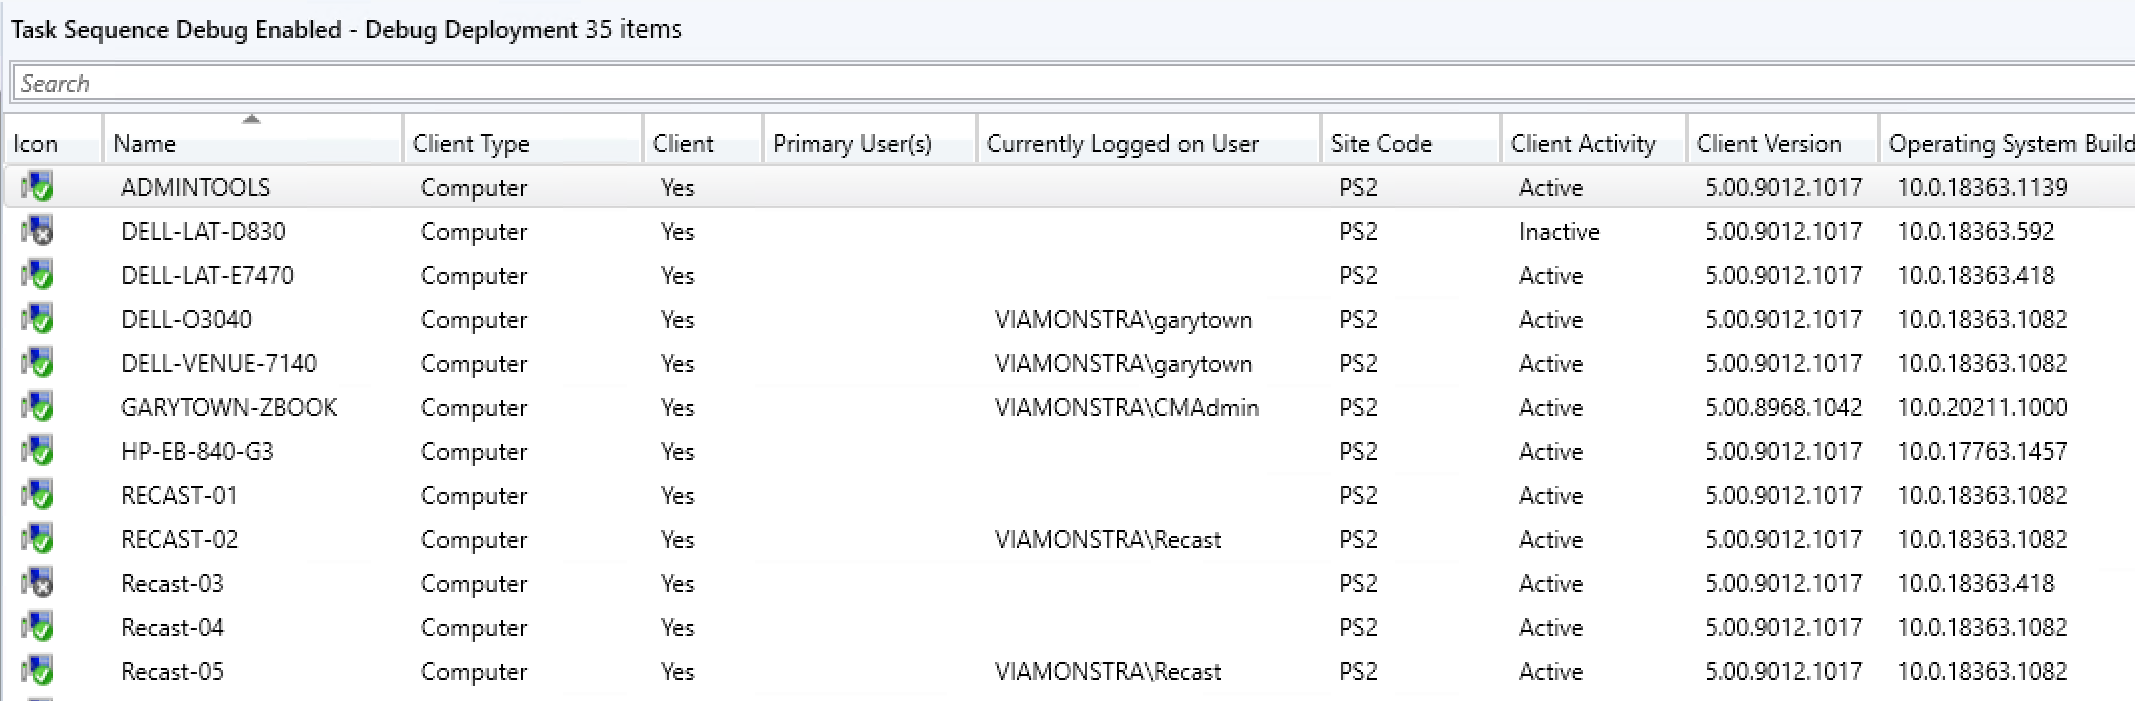 Task Sequence Debug Enabled - Debug Deployment 35 items
Search
Icon Name Client Type Client Primary User(s) Currently Logged on User Site Code Client Activity Client Version Operating System Build
ADMINTOOLS Computer Yes PS2 Active 5.00.9012.1017 10.0.18363.1139
DELL-LAT-D830 Computer Yes PS2 Inactive 5.00.9012.1017 10.0.18363.592
DELL-LAT-E7470 Computer Yes PS2 Active 5.00.9012.1017 10.0.18363.418
DELL-O3040 Computer Yes VIAMONSTRA\garytown PS2 Active 5.00.9012.1017 10.0.18363.1082
DELL-VENUE-7140 Computer Yes VIAMONSTRA\garytown PS2 Active 5.00.9012.1017 10.0.18363.1082
GARYTOWN-ZBOOK Computer Yes VIAMONSTRA\CMAdmin PS2 Active 5.00.8968.1042 10.0.20211.1000
HP-EB-840-G3 Computer Yes PS2 Active 5.00.9012.1017 10.0.17763.1457
RECAST-01 Computer Yes PS2 Active 5.00.9012.1017 10.0.18363.1082
RECAST-02 Computer Yes VIAMONSTRA\Recast PS2 Active 5.00.9012.1017 10.0.18363.1082
Recast-03 Computer Yes PS2 Active 5.00.9012.1017 10.0.18363.418
Recast-04 Computer Yes PS2 Active 5.00.9012.1017 10.0.18363.1082
Recast-05 Computer Yes VIAMONSTRA\Recast PS2 Active 5.00.9012.1017 10.0.18363.1082